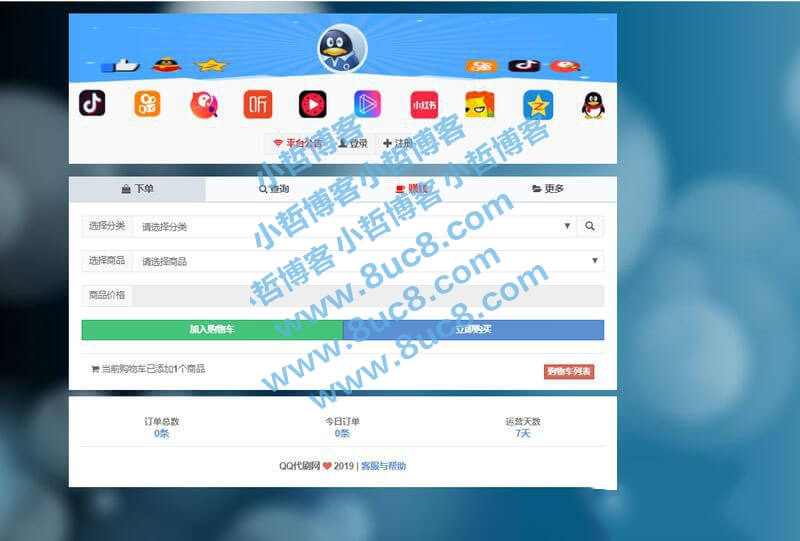 听
小红书
平台公告 登录 注册
下单 查询 赚钱 更多
选择分类 请选择分类
选择商品 请选择商品
商品价格
加入购物车 立即购买
当前购物车已添加1个商品 购物车列表
订单总数 今日订单 运营天数
0条 0条 7天
QQ代刷网 2019 | 客服与帮助
小哲博客小哲博客
小哲博客 小哲博客 小哲博客
哲博客 www.8uc8.com
www.8uc8.com
www.8uc8.com
www.8uc8.com